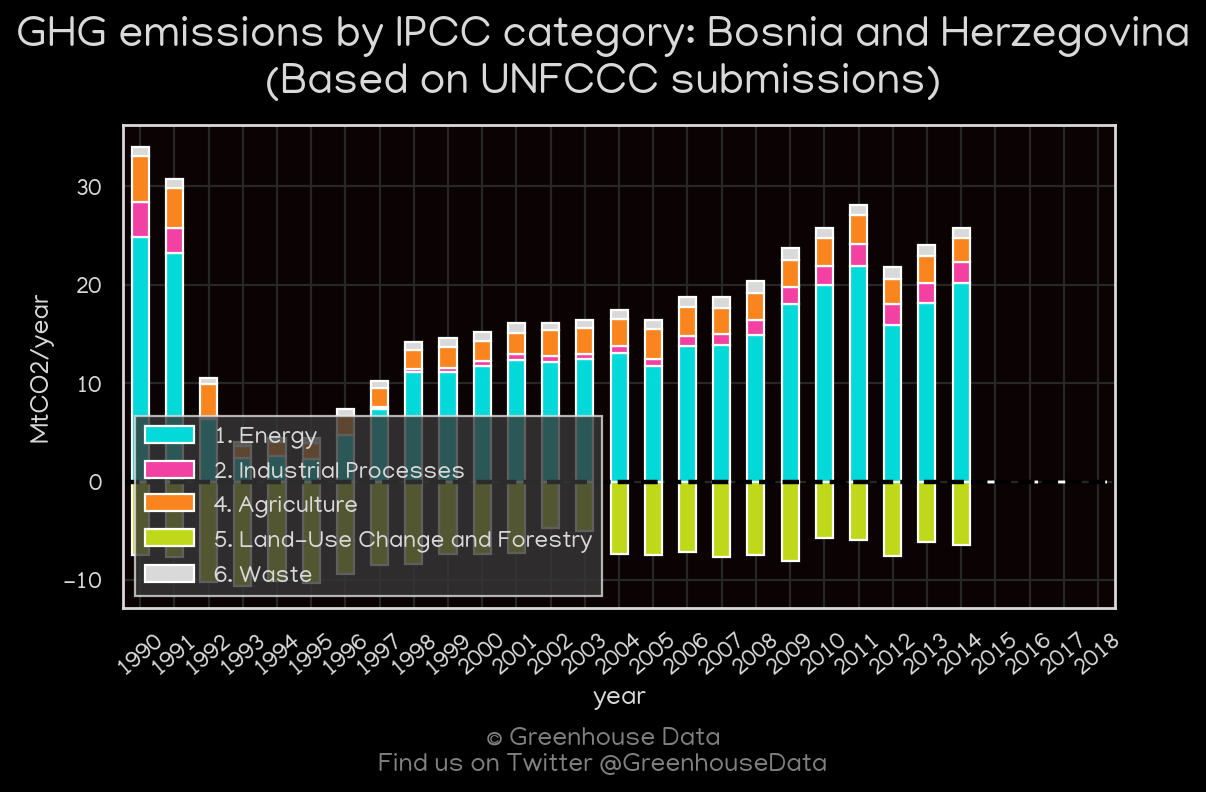 GHG emissions by IPCC category: Bosnia and Herzegovina
(Based on UNFCCC submissions)
MtCO2/year
30
20
10
0
−10
1. Energy
2. Industrial Processes
4. Agriculture
5. Land-Use Change and Forestry
6. Waste
1990 1991 1992 1993 1994 1995 1996 1997 1998 1999 2000 2001 2002 2003 2004 2005 2006 2007 2008 2009 2010 2011 2012 2013 2014 2015 2016 2017 2018
year
© Greenhouse Data
Find us on Twitter @GreenhouseData